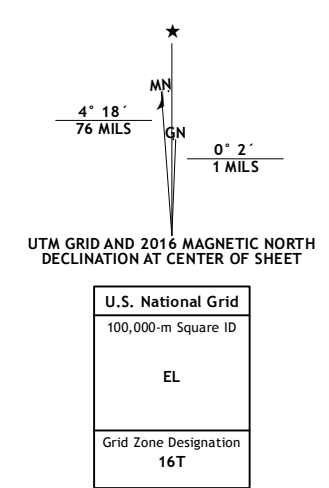 ★
MN
4° 18´
76 MILS
GN
0° 2´
1 MILS
UTM GRID AND 2016 MAGNETIC NORTH
DECLINATION AT CENTER OF SHEET
U.S. National Grid
100,000-m Square ID
EL
Grid Zone Designation
16T